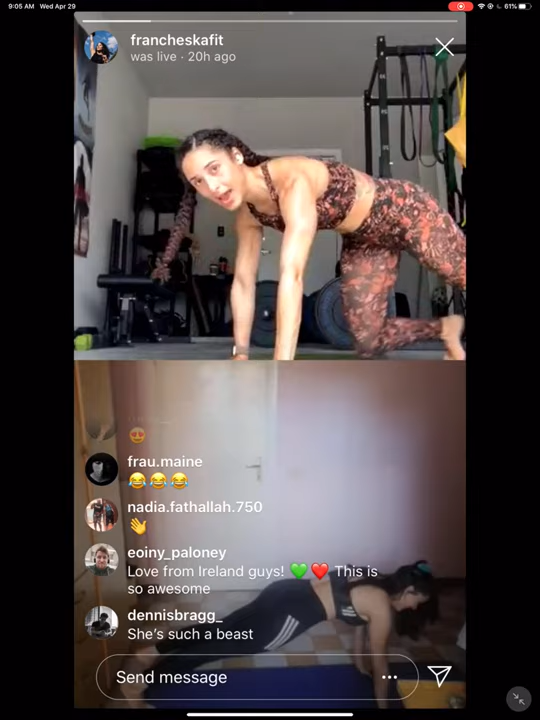 9:05 AM Wed Apr 29
61%
francheskafit
was live · 20h ago
😍
frau.maine
😂😂😂
nadia.fathallah.750
👋
eoiny_paloney
Love from Ireland guys! 💚❤️ This is
so awesome
dennisbragg_
She’s such a beast
Send message